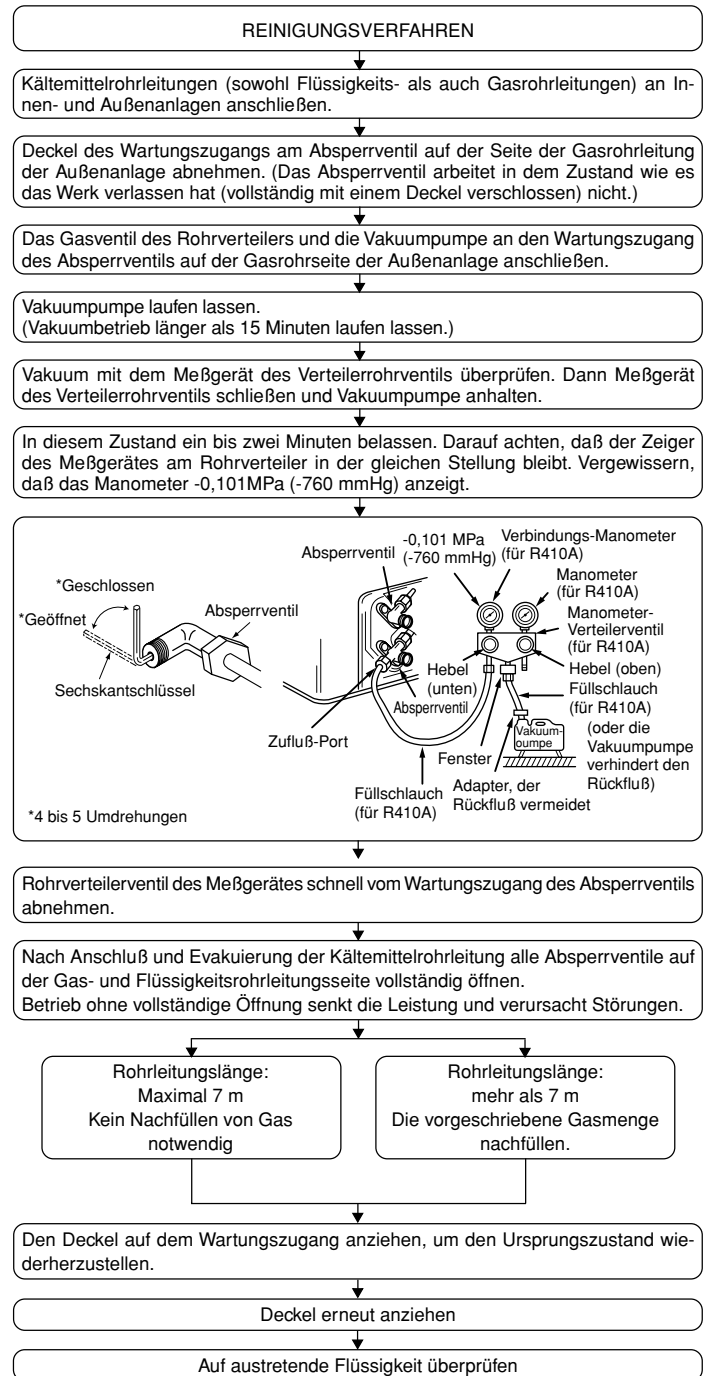 REINIGUNGSVERFAHREN
Kältemittelrohrleitungen (sowohl Flüssigkeits- als auch Gasrohrleitungen) an In-
nen- und Außenanlagen anschließen.
Deckel des Wartungszugangs am Absperrventil auf der Seite der Gasrohrleitung
der Außenanlage abnehmen. (Das Absperrventil arbeitet in dem Zustand wie es
das Werk verlassen hat (vollständig mit einem Deckel verschlossen) nicht.)
Das Gasventil des Rohrverteilers und die Vakuumpumpe an den Wartungszugang
des Absperrventils auf der Gasrohrseite der Außenanlage anschließen.
Vakuumpumpe laufen lassen.
(Vakuumbetrieb länger als 15 Minuten laufen lassen.)
Vakuum mit dem Meßgerät des Verteilerrohrventils überprüfen. Dann Meßgerät
des Verteilerrohrventils schließen und Vakuumpumpe anhalten.
In diesem Zustand ein bis zwei Minuten belassen. Darauf achten, daß der Zeiger
des Meßgerätes am Rohrverteiler in der gleichen Stellung bleibt. Vergewissern,
daß das Manometer -0,101MPa (-760 mmHg) anzeigt.
*Geschlossen
*Geöffnet
Absperrventil
Sechskantschlüssel
*4 bis 5 Umdrehungen
Absperrventil
-0,101 MPa
(-760 mmHg)
Verbindungs-Manometer
(für R410A)
Manometer
(für R410A)
Manometer-
Verteilerventil
(für R410A)
Hebel
(unten)
Hebel (oben)
Absperrventil
Füllschlauch
(für R410A)
Zufluß-Port
Fenster
Vakuum-
pumpe
(oder die
Vakuumpumpe
verhindert den
Rückfluß)
Füllschlauch
(für R410A)
Adapter, der
Rückfluß vermeidet
Rohrverteilerventil des Meßgerätes schnell vom Wartungszugang des Absperrventils
abnehmen.
Nach Anschluß und Evakuierung der Kältemittelrohrleitung alle Absperrventile auf
der Gas- und Flüssigkeitsrohrleitungsseite vollständig öffnen.
Betrieb ohne vollständige Öffnung senkt die Leistung und verursacht Störungen.
Rohrleitungslänge:
Maximal 7 m
Kein Nachfüllen von Gas
notwendig
Rohrleitungslänge:
mehr als 7 m
Die vorgeschriebene Gasmenge
nachfüllen.
Den Deckel auf dem Wartungszugang anziehen, um den Ursprungszustand wie-
derherzustellen.
Deckel erneut anziehen
Auf austretende Flüssigkeit überprüfen